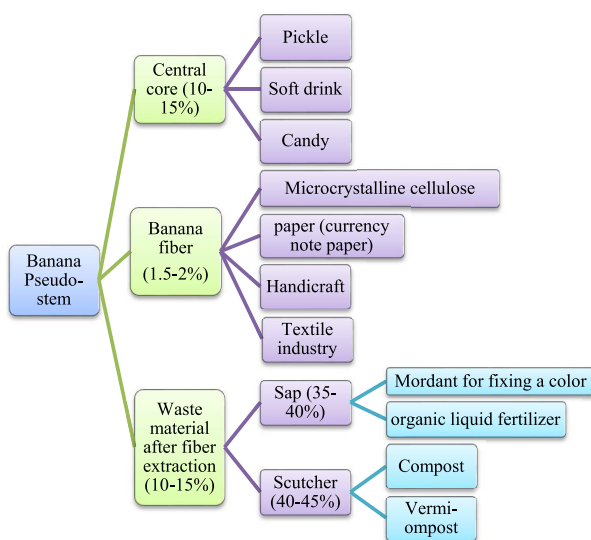 Banana
Pseudo-
stem
Central
core (10-
15%)
Pickle
Soft drink
Candy
Banana
fiber
(1.5-2%)
Microcrystalline cellulose
paper (currency
note paper)
Handicraft
Textile
industry
Waste
material
after fiber
extraction
(10-15%)
Sap (35-
40%)
Mordant for fixing a color
organic liquid fertilizer
Scutcher
(40-45%)
Compost
Vermi-
ompost